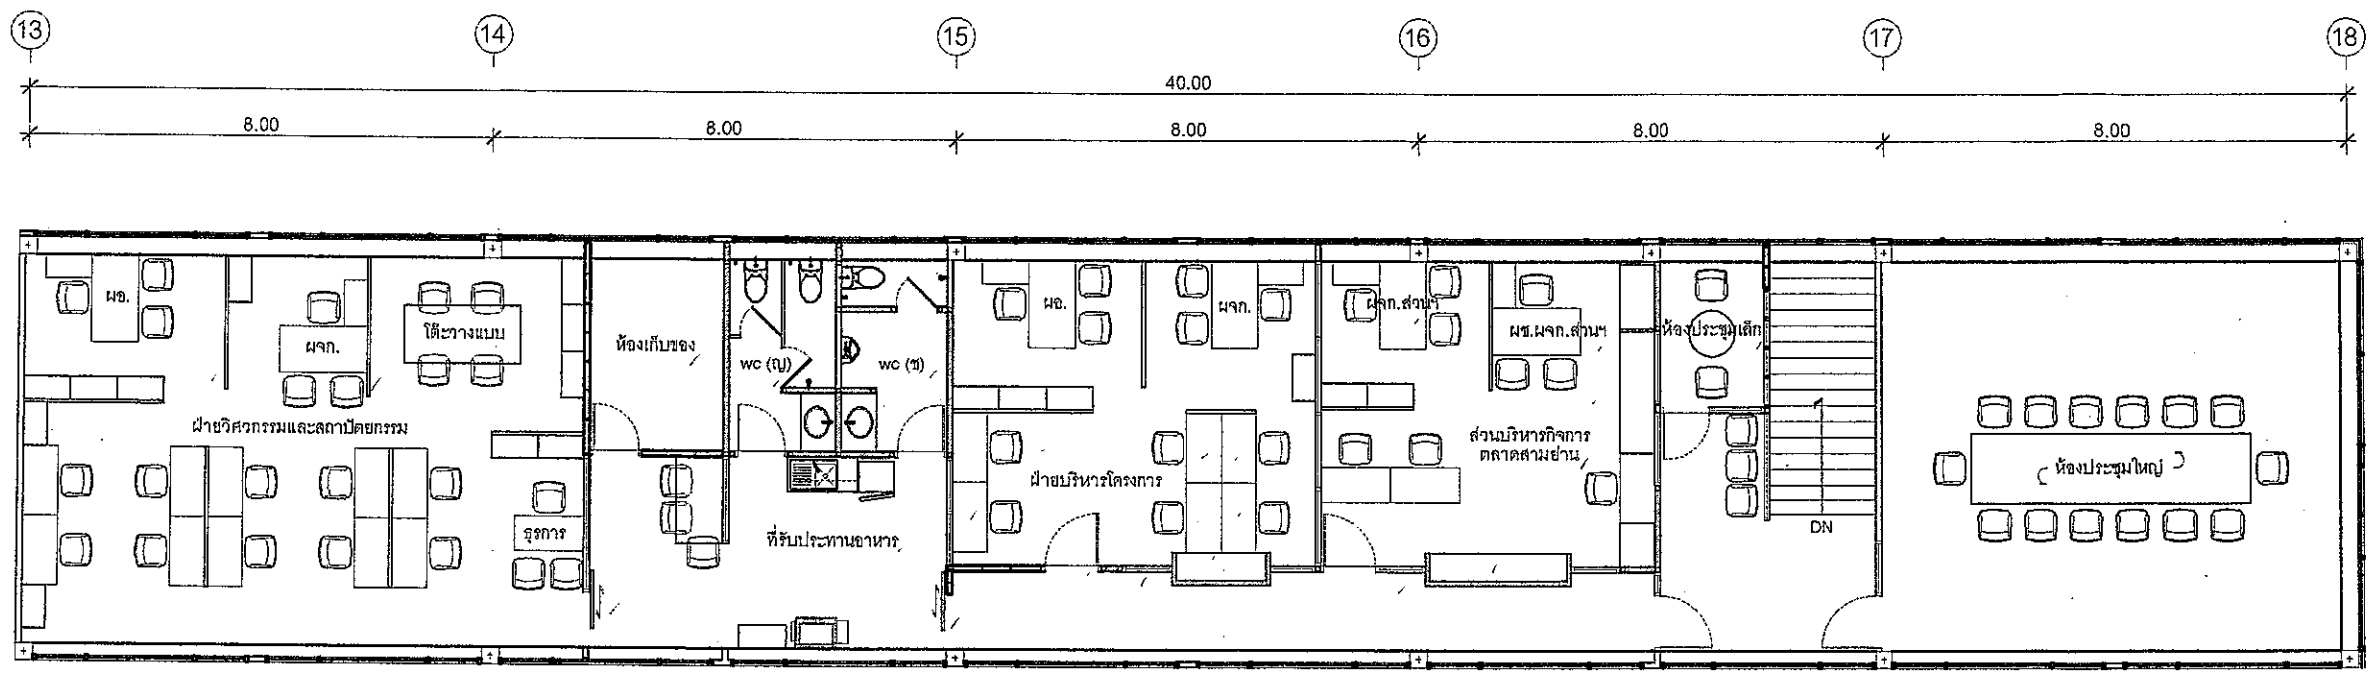 13
14
15
16
17
18
40.00
8.00
8.00
8.00
8.00
8.00
ผอ.
ผจก.
โต๊ะวางแบบ
ฝ่ายวิศวกรรมและสถาปัตยกรรม
ธุรการ
ห้องเก็บของ
wc (ญ)
wc (ช)
ที่รับประทานอาหาร
ผอ.
ผจก.
ฝ่ายบริหารโครงการ
ผจก.ส่วนฯ
ผช.ผจก.ส่วนฯ
ส่วนบริหารกิจการ
ตลาดสามย่าน
ห้องประชุมเล็ก
DN
ห้องประชุมใหญ่